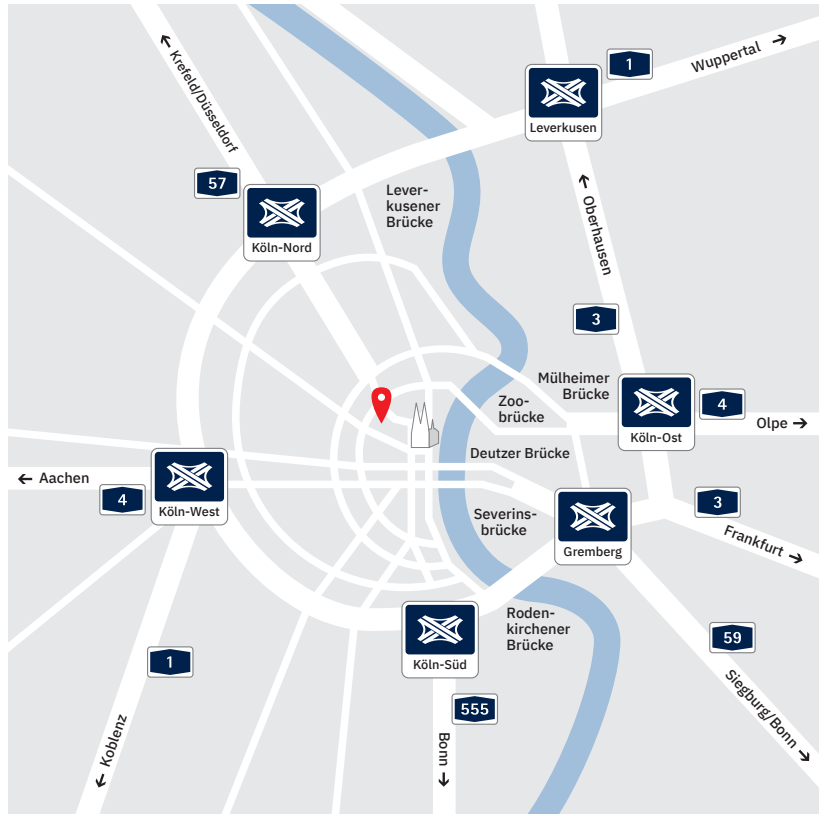 Wuppertal
1
Leverkusen
Krefeld/Düsseldorf
57
Köln-Nord
Lever-
kusener
Brücke
Oberhausen
3
Mülheimer
Brücke
Köln-Ost
4
Olpe
Zoo-
brücke
Deutzer Brücke
Aachen
4
Köln-West
Severins-
brücke
Gremberg
3
Frankfurt
Roden-
kirchener
Brücke
Köln-Süd
59
Siegburg/Bonn
1
Koblenz
555
Bonn